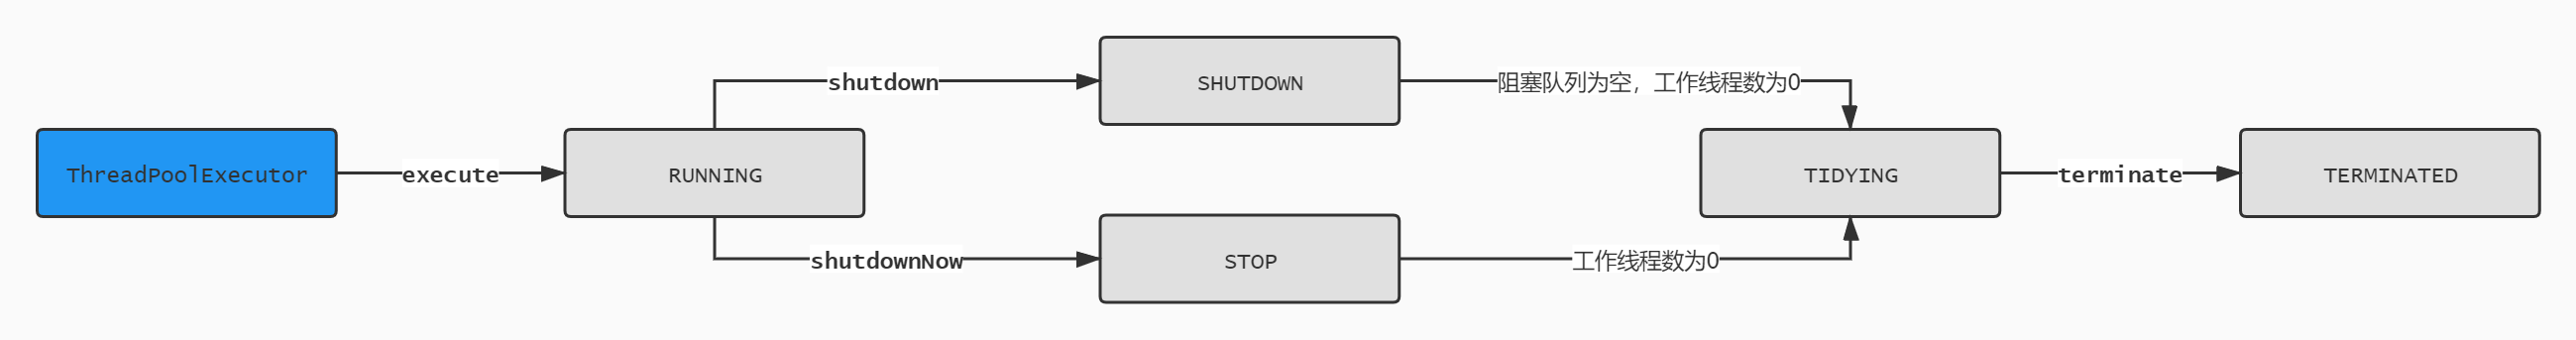 ThreadPoolExecutor
execute
RUNNING
shutdown
SHUTDOWN
阻塞队列为空，工作线程数为0
shutdownNow
STOP
工作线程数为0
TIDYING
terminate
TERMINATED